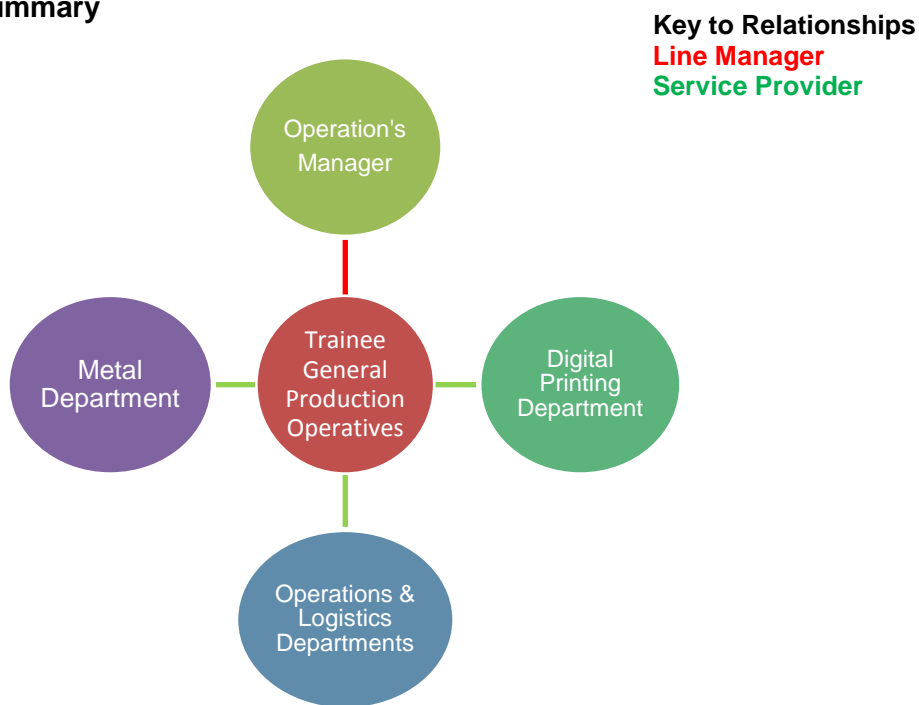 Key to Relationships
Line Manager
Service Provider
Operation's
Manager
Metal
Department
Trainee
General
Production
Operatives
Digital
Printing
Department
Operations &
Logistics
Departments